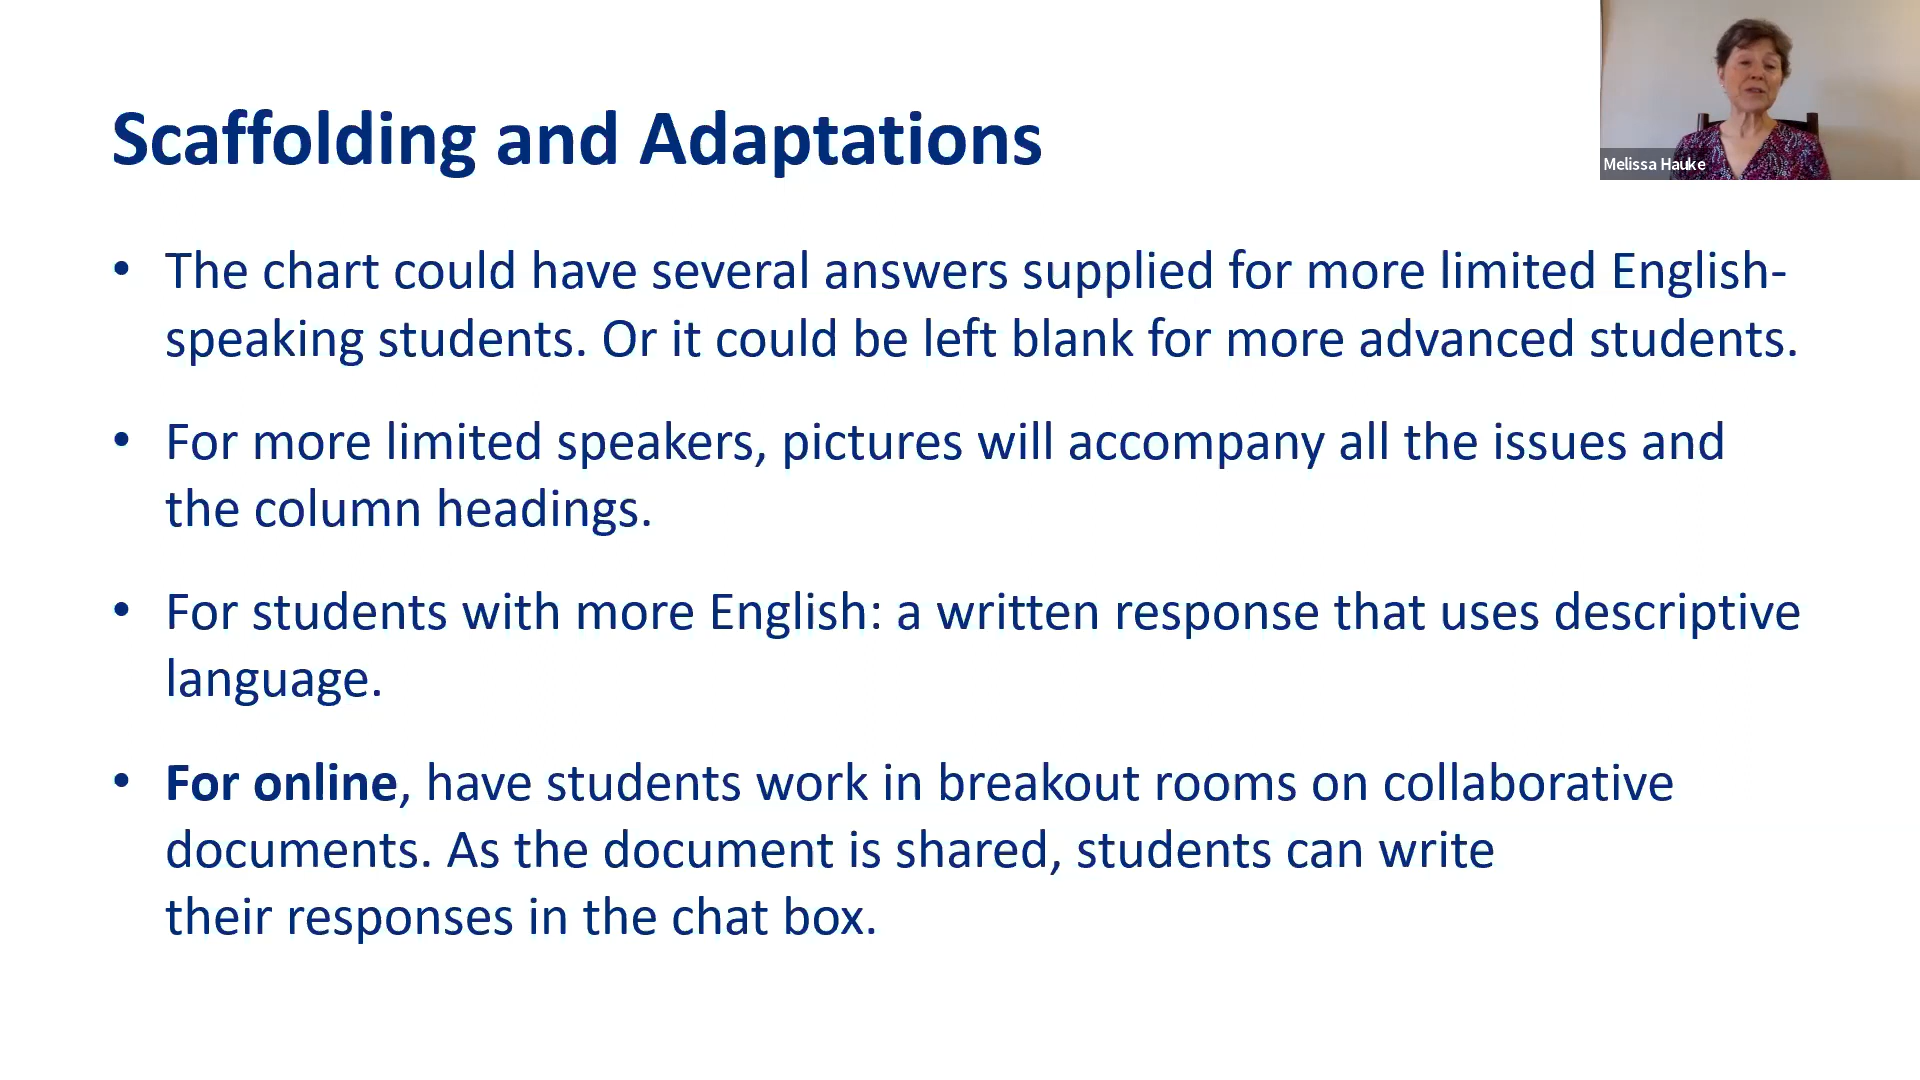 Scaffolding and Adaptations
Melissa Hauke
• The chart could have several answers supplied for more limited English-
speaking students. Or it could be left blank for more advanced students.
• For more limited speakers, pictures will accompany all the issues and
the column headings.
• For students with more English: a written response that uses descriptive
language.
• For online, have students work in breakout rooms on collaborative
documents. As the document is shared, students can write
their responses in the chat box.